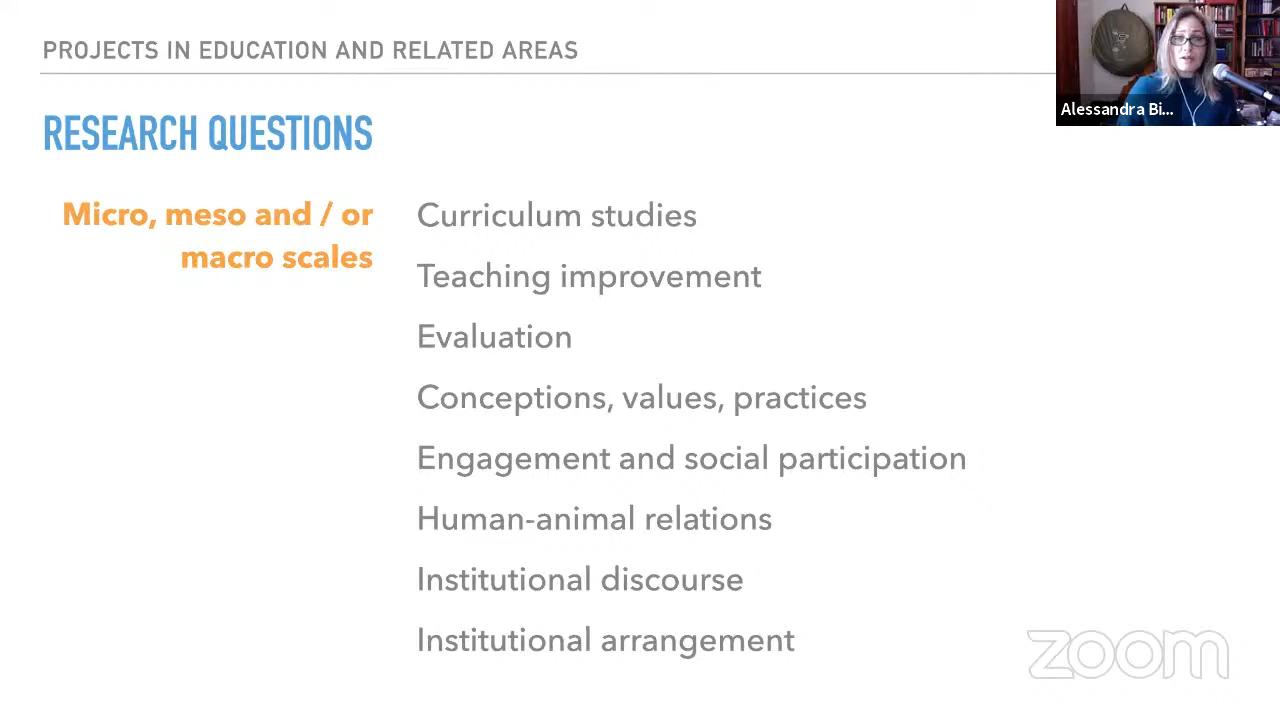 PROJECTS IN EDUCATION AND RELATED AREAS
Alessandra Bi...
RESEARCH QUESTIONS
Micro, meso and / or
macro scales
Curriculum studies
Teaching improvement
Evaluation
Conceptions, values, practices
Engagement and social participation
Human-animal relations
Institutional discourse
Institutional arrangement
zoom